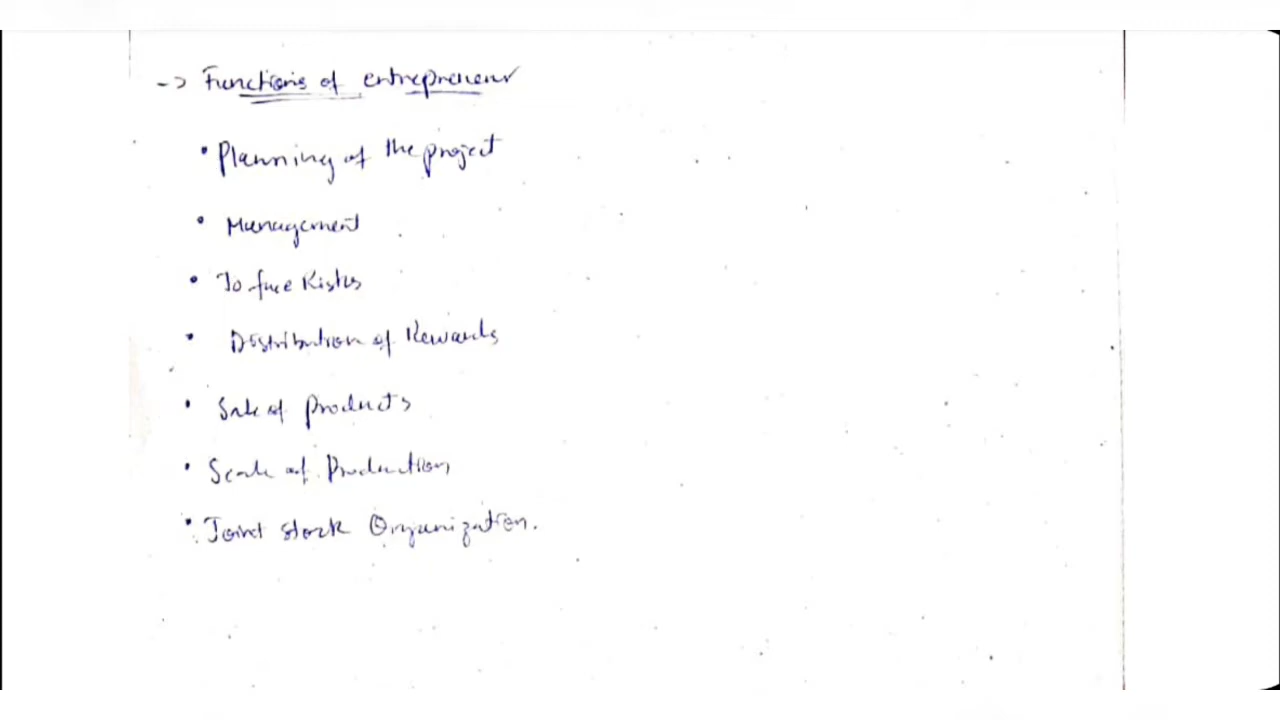 -> Functions of entrepreneur
• Planning of the project
• Management
• To face Risks
• Distribution of Rewards
• Sale of Products
• Scale of Production
• Joint stock Organization.